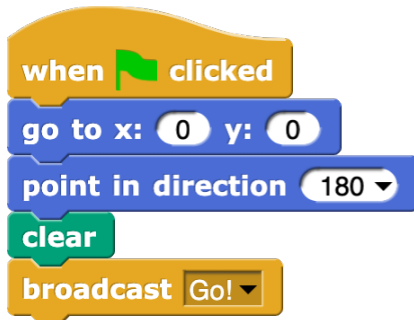 when clicked
go to x: 0 y: 0
point in direction 180
clear
broadcast Go!